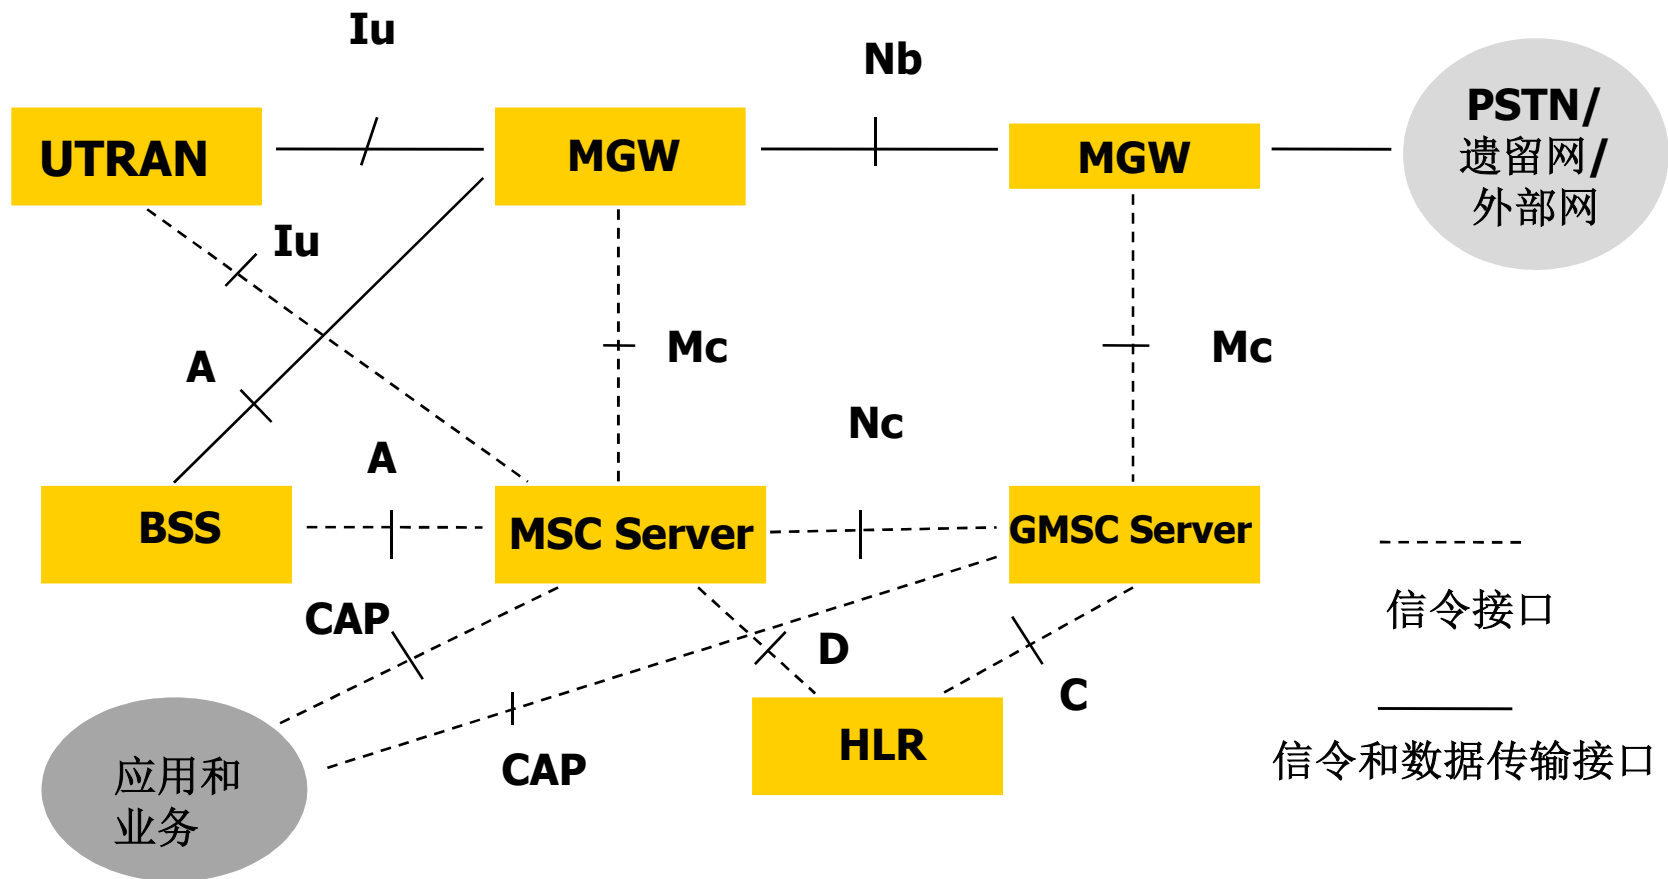 Iu
Nb
UTRAN
MGW
MGW
PSTN/
遗留网/
外部网
Iu
A
Mc
Mc
A
Nc
BSS
MSC Server
GMSC Server
信令接口
CAP
D
C
HLR
信令和数据传输接口
CAP
应用和
业务